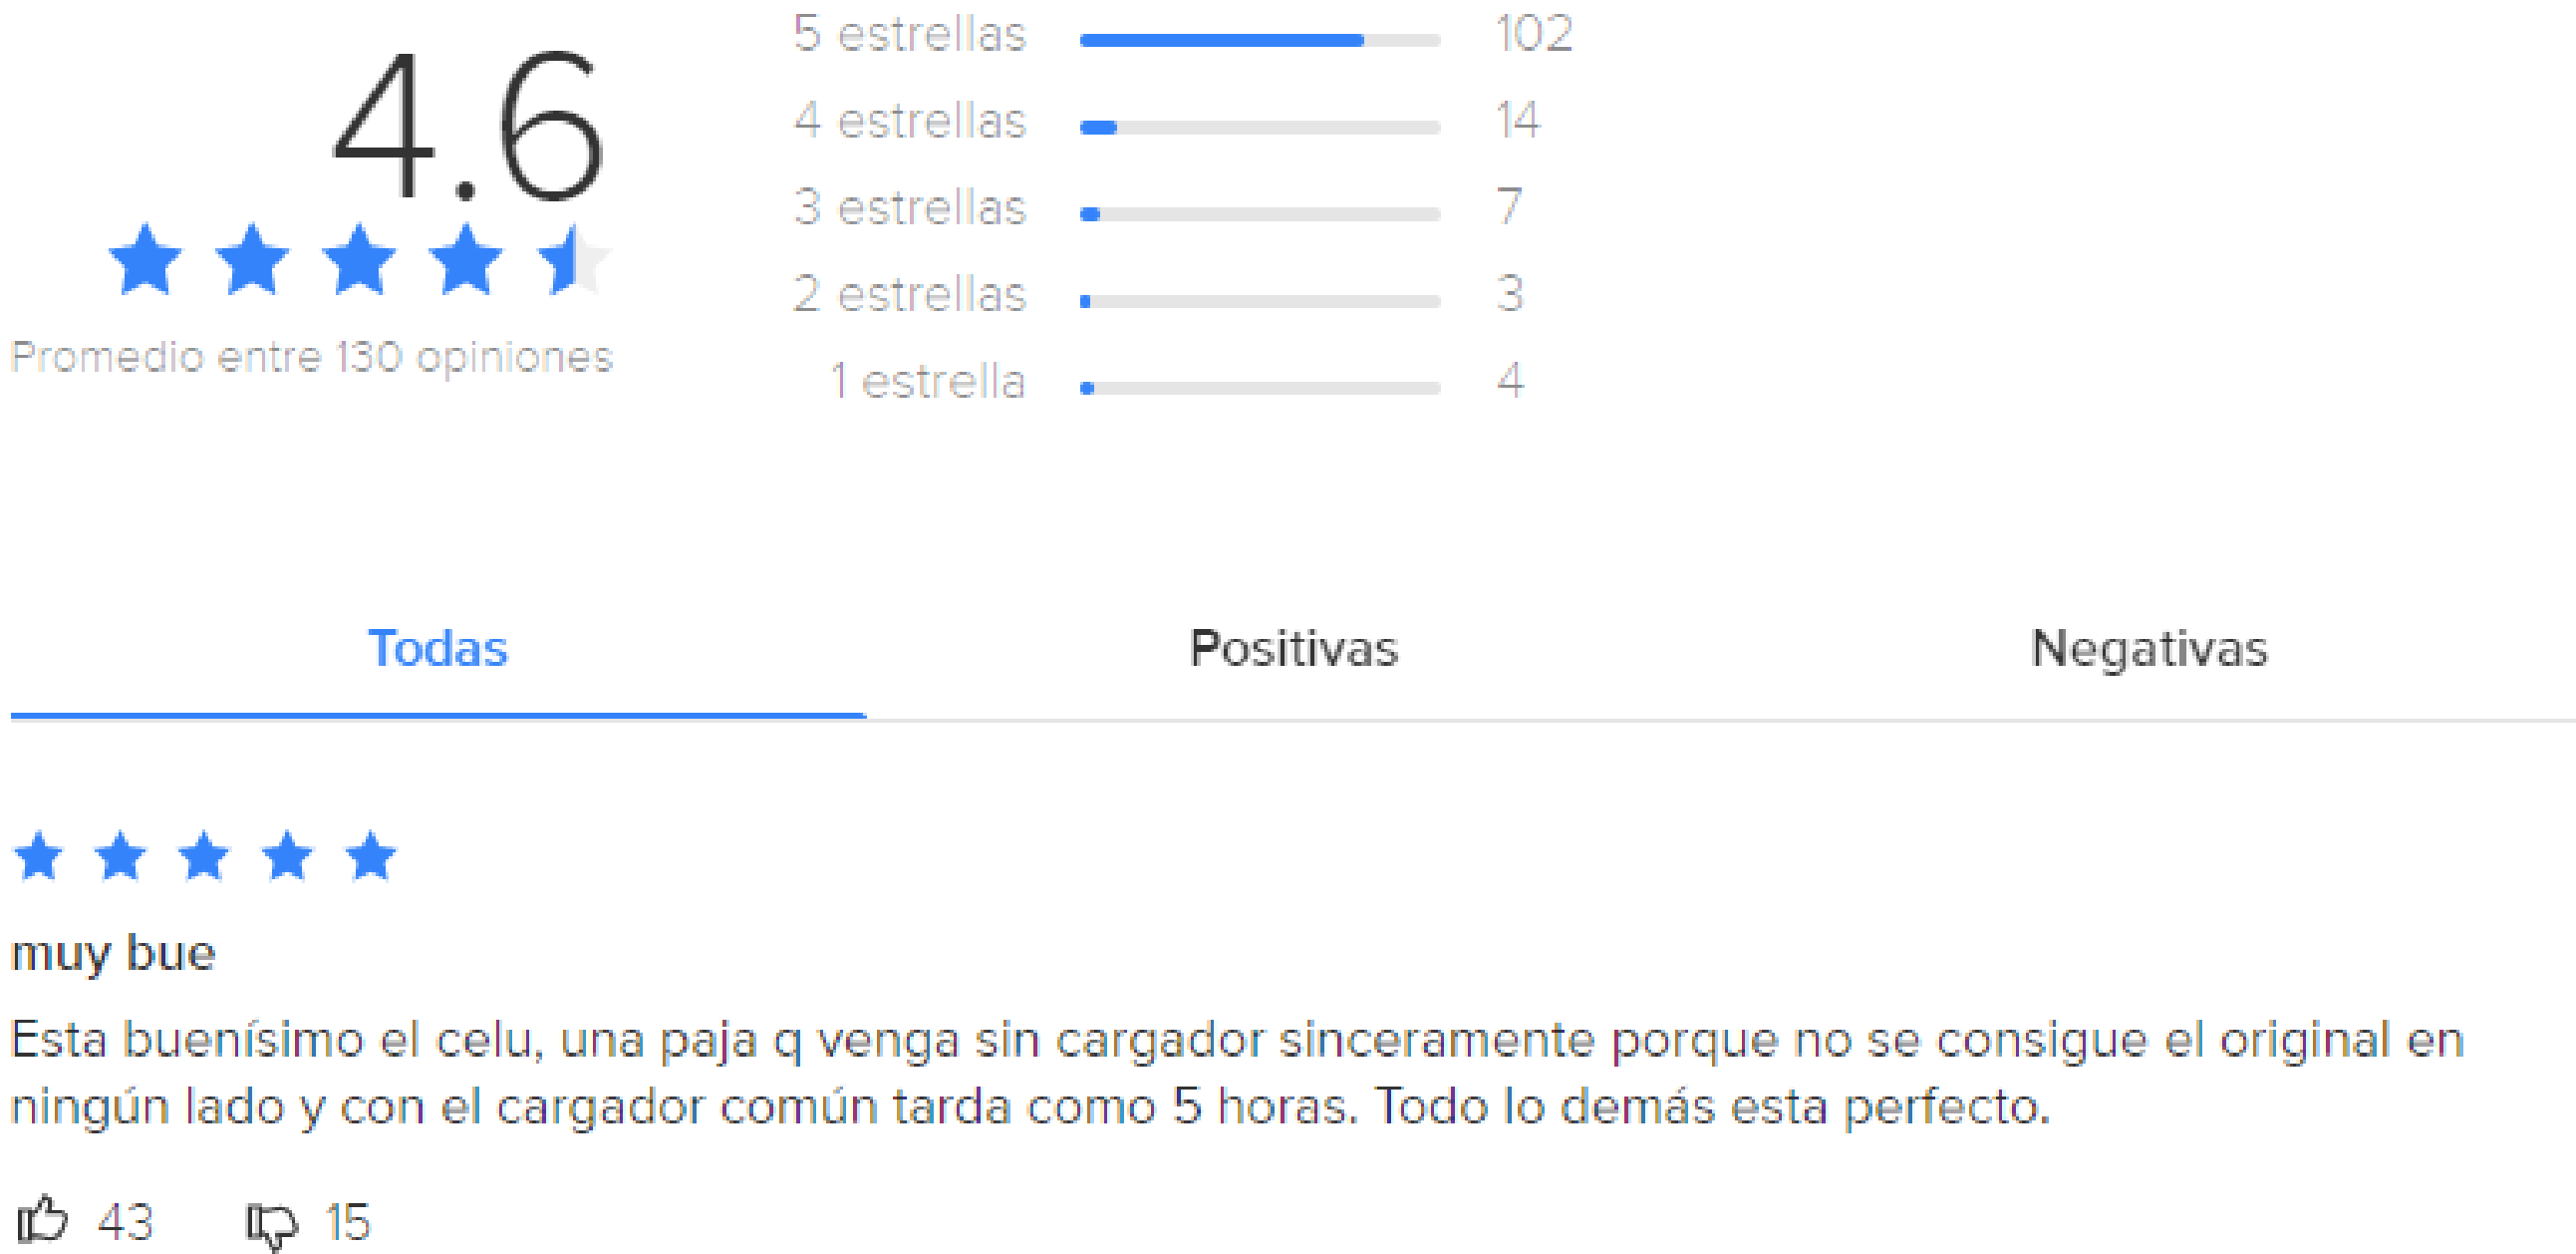 4.6
Promedio entre 130 opiniones
5 estrellas 102
4 estrellas 14
3 estrellas 7
2 estrellas 3
1 estrella 4
Todas Positivas Negativas
muy bue
Esta buenísimo el celu, una paja q venga sin cargador sinceramente porque no se consigue el original en
ningún lado y con el cargador común tarda como 5 horas. Todo lo demás esta perfecto.
43 15